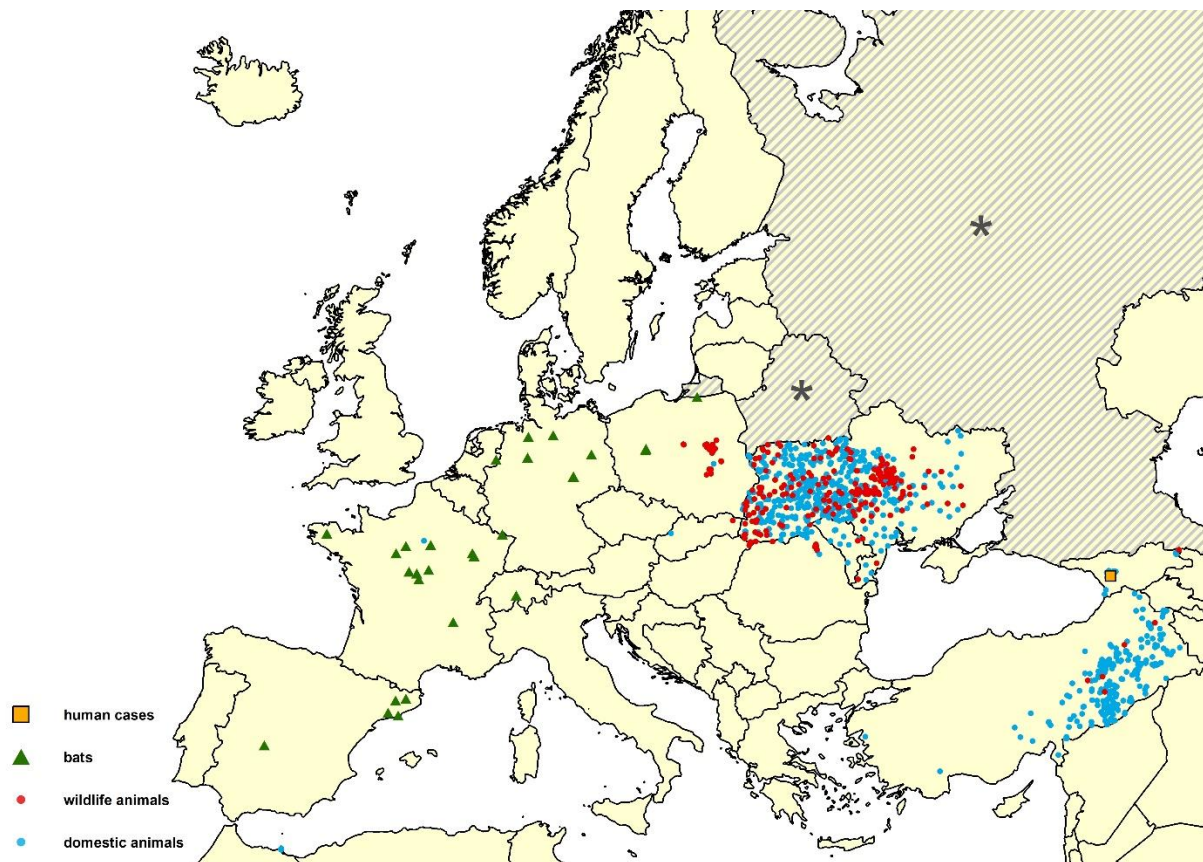 *
*
human cases
bats
wildlife animals
domestic animals